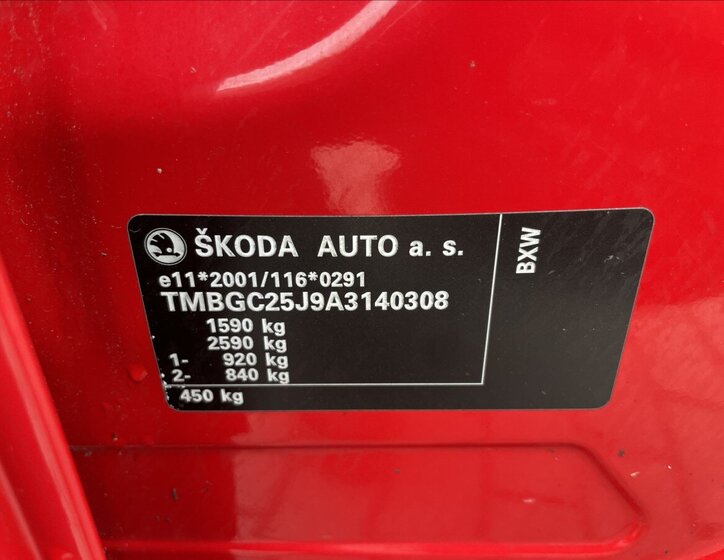 ŠKODA AUTO a. s.
e11*2001/116*0291
TMBGC25J9A3140308
1590 kg
2590 kg
1- 920 kg
2- 840 kg
450 kg
BXW